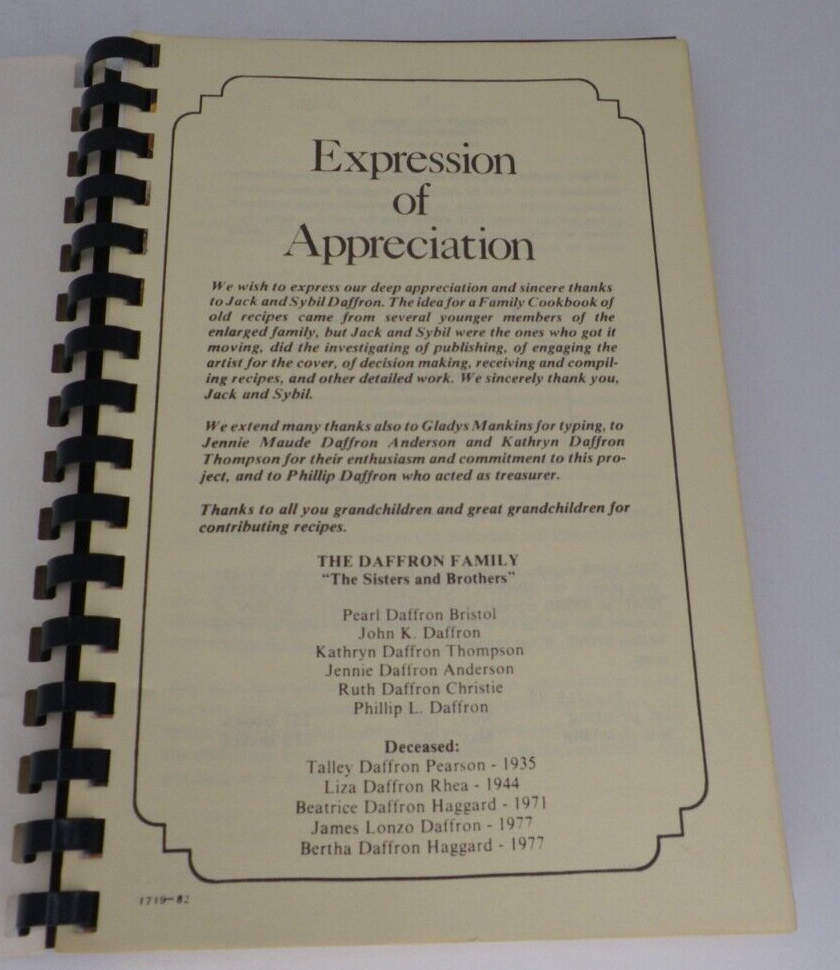 Expression
of
Appreciation
We wish to express our deep appreciation and sincere thanks
to Jack and Sybil Daffron. The idea for a Family Cookbook of
old recipes came from several younger members of the
enlarged family, but Jack and Sybil were the ones who got it
moving, did the investigating of publishing, of engaging the
artist for the cover, of decision making, receiving and compil-
ing recipes, and other detailed work. We sincerely thank you,
Jack and Sybil.
We extend many thanks also to Gladys Mankins for typing, to
Jennie Maude Daffron Anderson and Kathryn Daffron
Thompson for their enthusiasm and commitment to this pro-
ject, and to Phillip Daffron who acted as treasurer.
Thanks to all you grandchildren and great grandchildren for
contributing recipes.
THE DAFFRON FAMILY
"The Sisters and Brothers"
Pearl Daffron Bristol
John K. Daffron
Kathryn Daffron Thompson
Jennie Daffron Anderson
Ruth Daffron Christie
Phillip L. Daffron
Deceased:
Talley Daffron Pearson - 1935
Liza Daffron Rhea - 1944
Beatrice Daffron Haggard - 1971
James Lonzo Daffron - 1977
Bertha Daffron Haggard - 1977
1719-82